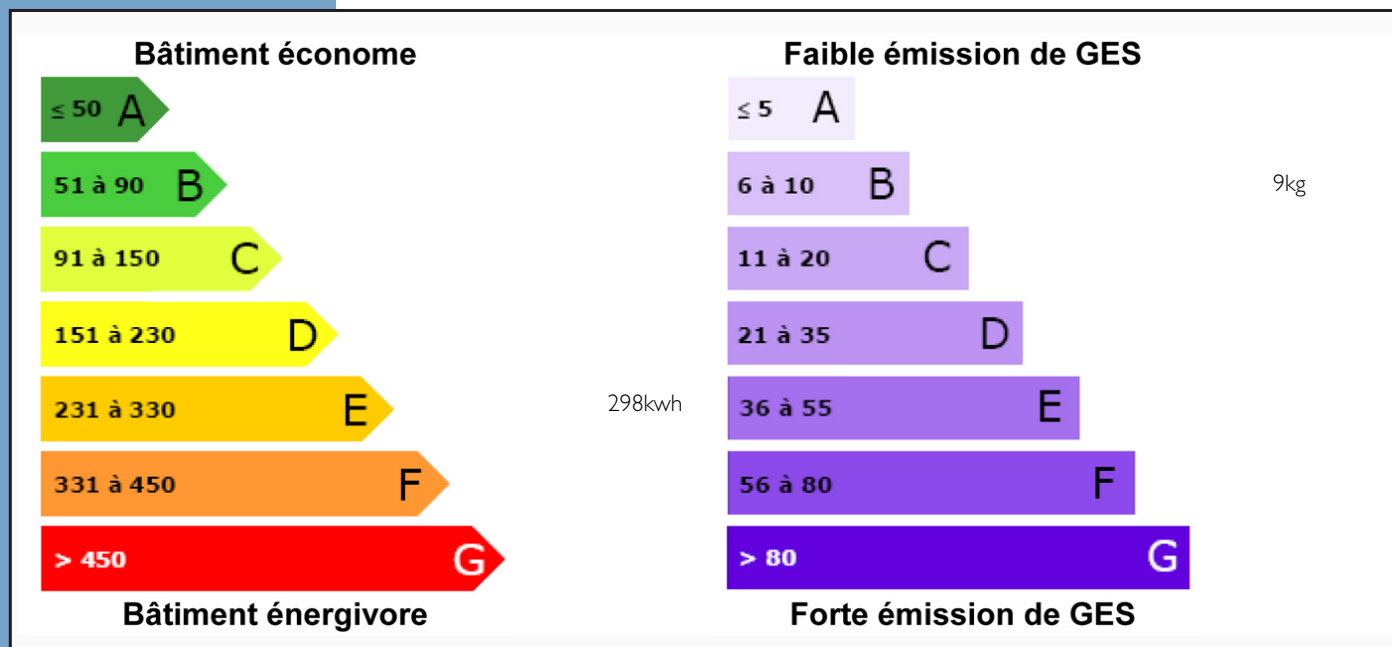 Bâtiment économe
≤ 50 A
51 à 90 B
91 à 150 C
151 à 230 D
231 à 330 E
298kwh
331 à 450 F
> 450 G
Bâtiment énergivore
Faible émission de GES
≤ 5 A
6 à 10 B
9kg
11 à 20 C
21 à 35 D
36 à 55 E
56 à 80 F
> 80 G
Forte émission de GES